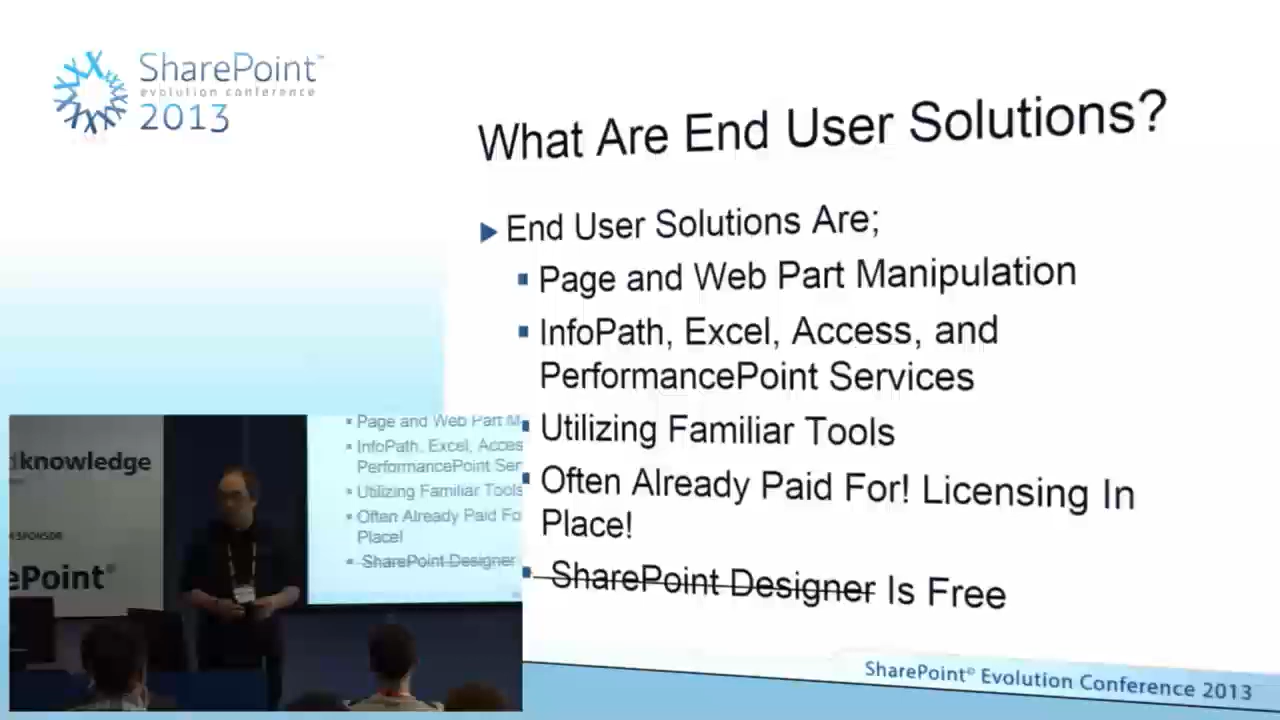 SharePoint™
evolution conference
2013
What Are End User Solutions?
End User Solutions Are;
Page and Web Part Manipulation
InfoPath, Excel, Access, and
PerformancePoint Services
Utilizing Familiar Tools
Often Already Paid For! Licensing In
Place!
SharePoint Designer Is Free
knowledge
SPONSOR
ePoint®
Page and Web Part M
InfoPath, Excel, Acces
PerformancePoint Ser
Utilizing Familiar Tools
Often Already Paid Fo
Place!
SharePoint Designer
SharePoint® Evolution Conference 2013